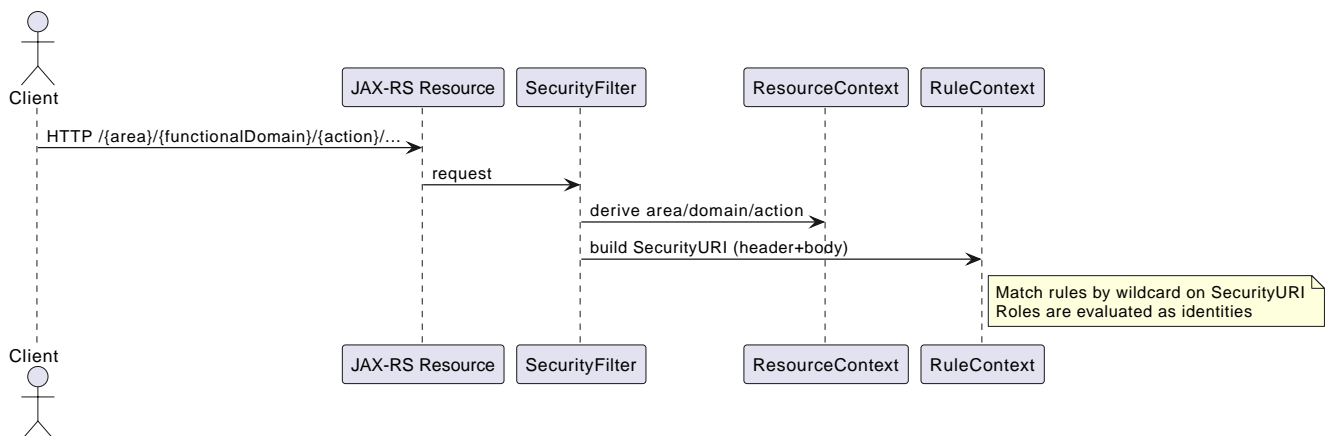 Client
JAX-RS Resource
SecurityFilter
ResourceContext
RuleContext
HTTP /{area}/{functionalDomain}/{action}/...
request
derive area/domain/action
build SecurityURI (header+body)
Match rules by wildcard on SecurityURI
Roles are evaluated as identities
Client
JAX-RS Resource
SecurityFilter
ResourceContext
RuleContext